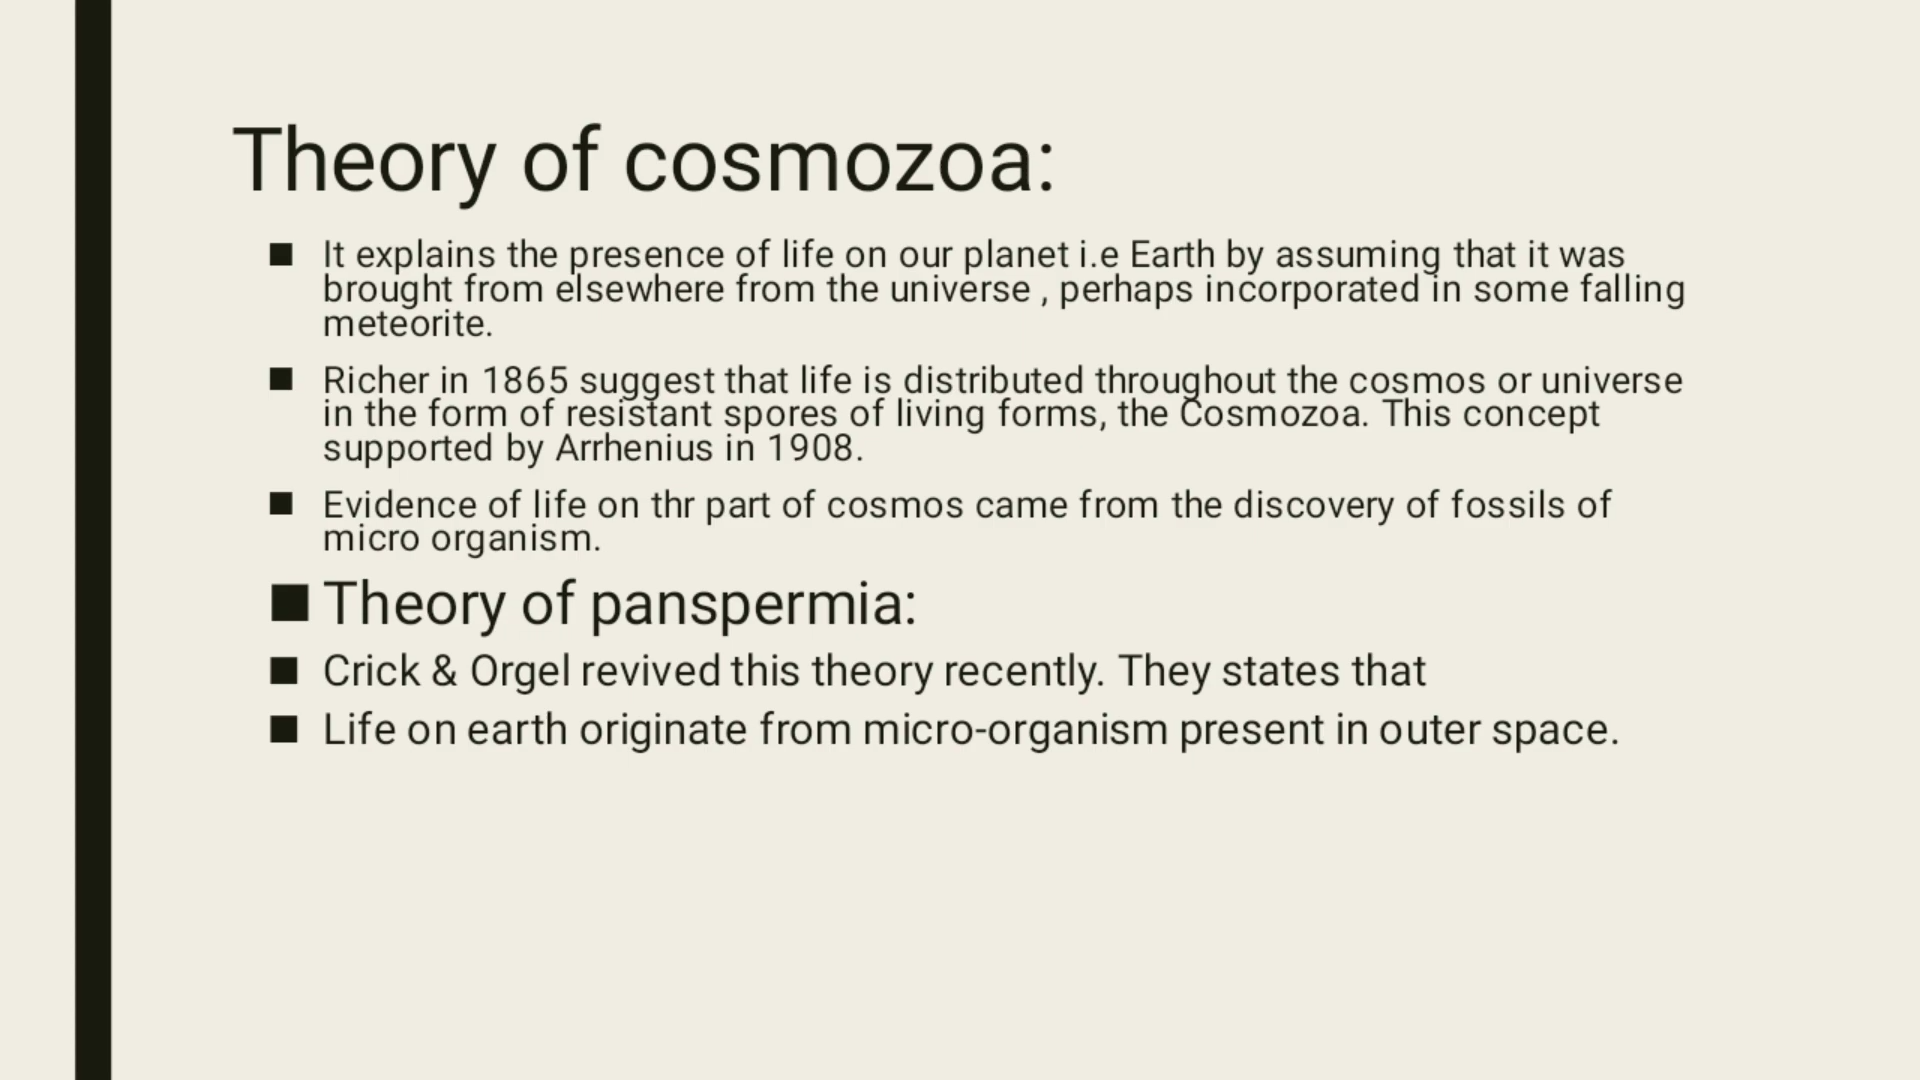 Theory of cosmozoa:
■ It explains the presence of life on our planet i.e Earth by assuming that it was
brought from elsewhere from the universe , perhaps incorporated in some falling
meteorite.
■ Richer in 1865 suggest that life is distributed throughout the cosmos or universe
in the form of resistant spores of living forms, the Cosmozoa. This concept
supported by Arrhenius in 1908.
■ Evidence of life on thr part of cosmos came from the discovery of fossils of
micro organism.
■ Theory of panspermia:
■ Crick & Orgel revived this theory recently. They states that
■ Life on earth originate from micro-organism present in outer space.